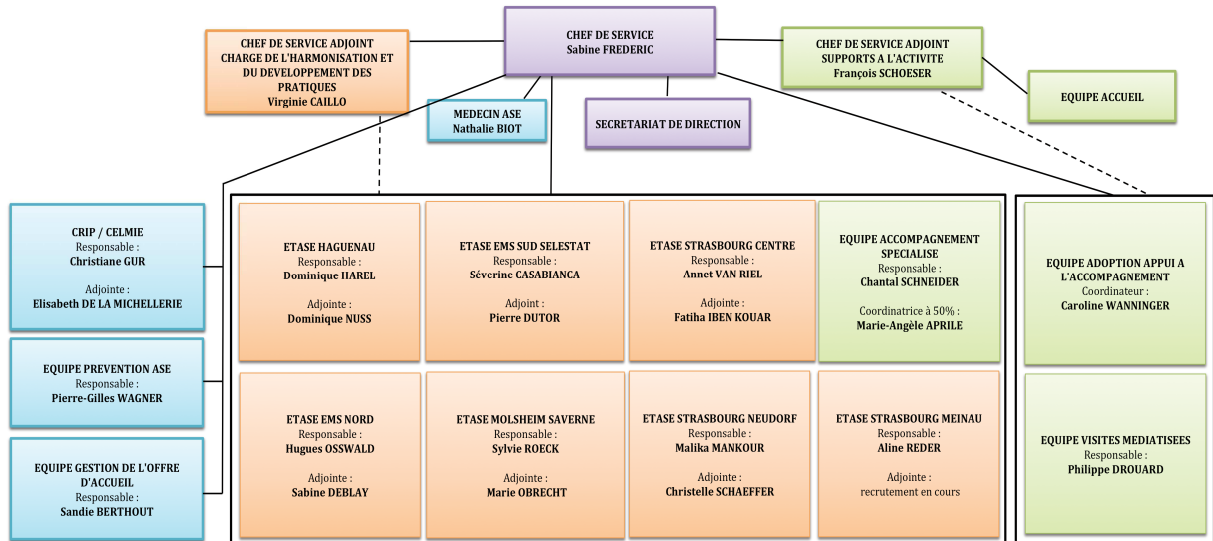 CHEF DE SERVICE ADJOINT
CHARGE DE L'HARMONISATION ET
DU DEVELOPPEMENT DES
PRATIQUES
Virginie CAILLO
CHEF DE SERVICE
Sabine FREDERIC
CHEF DE SERVICE ADJOINT
SUPPORTS A L'ACTIVITE
François SCHOESER
EQUIPE ACCUEIL
MEDECIN ASE
Nathalie BIOT
SECRETARIAT DE DIRECTION
CRIP / CELMIE
Responsable :
Christiane GUR
Adjointe :
Elisabeth DE LA MICHELLERIE
EQUIPE PREVENTION ASE
Responsable :
Pierre-Gilles WAGNER
EQUIPE GESTION DE L'OFFRE
D'ACCUEIL
Responsable :
Sandie BERTHOUT
ETASE HAGUENAU
Responsable :
Dominique HAREL
Adjointe :
Dominique NUSS
ETASE EMS SUD SELESTAT
Responsable :
Séverine CASABIANCA
Adjoint :
Pierre DUTOR
ETASE STRASBOURG CENTRE
Responsable :
Annet VAN RIEL
Adjointe :
Fatiha IBEN KOUAR
EQUIPE ACCOMPAGNEMENT
SPECIALISE
Responsable :
Chantal SCHNEIDER
Coordinatrice à 50% :
Marie-Angèle APRILE
ETASE EMS NORD
Responsable :
Hugues OSSWALD
Adjointe :
Sabine DEBLAY
ETASE MOLSHEIM SAVERNE
Responsable :
Sylvie ROECK
Adjointe :
Marie OBRECHT
ETASE STRASBOURG NEUDORF
Responsable :
Malika MANKOUR
Adjointe :
Christelle SCHAEFFER
ETASE STRASBOURG MEINAU
Responsable :
Aline REDER
Adjointe :
recrutement en cours
EQUIPE ADOPTION APPUI A
L'ACCOMPAGNEMENT
Coordinateur :
Caroline WANNINGER
EQUIPE VISITES MEDIATISEES
Responsable :
Philippe DROUARD